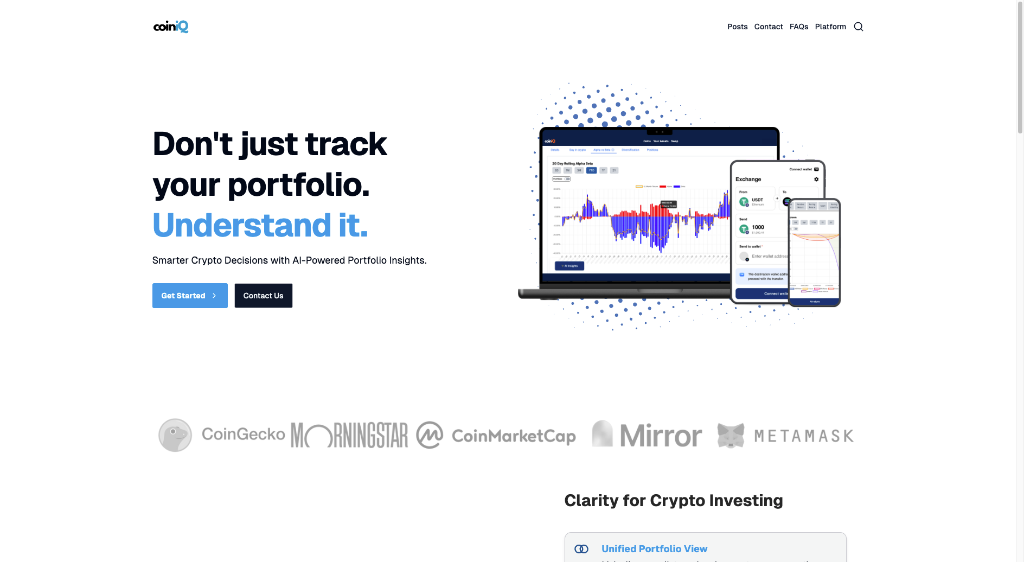 coiniQ
Posts Contact FAQs Platform
Don't just track
your portfolio.
Understand it.
Smarter Crypto Decisions with AI-Powered Portfolio Insights.
Get Started
Contact Us
30 Day Rolling Alpha Beta
Connect wallet
Exchange
From
To
USDT
Send
1000
Send to wallet
Enter wallet address
CoinGecko
MORNINGSTAR
CoinMarketCap
Mirror
METAMASK
Clarity for Crypto Investing
Unified Portfolio View